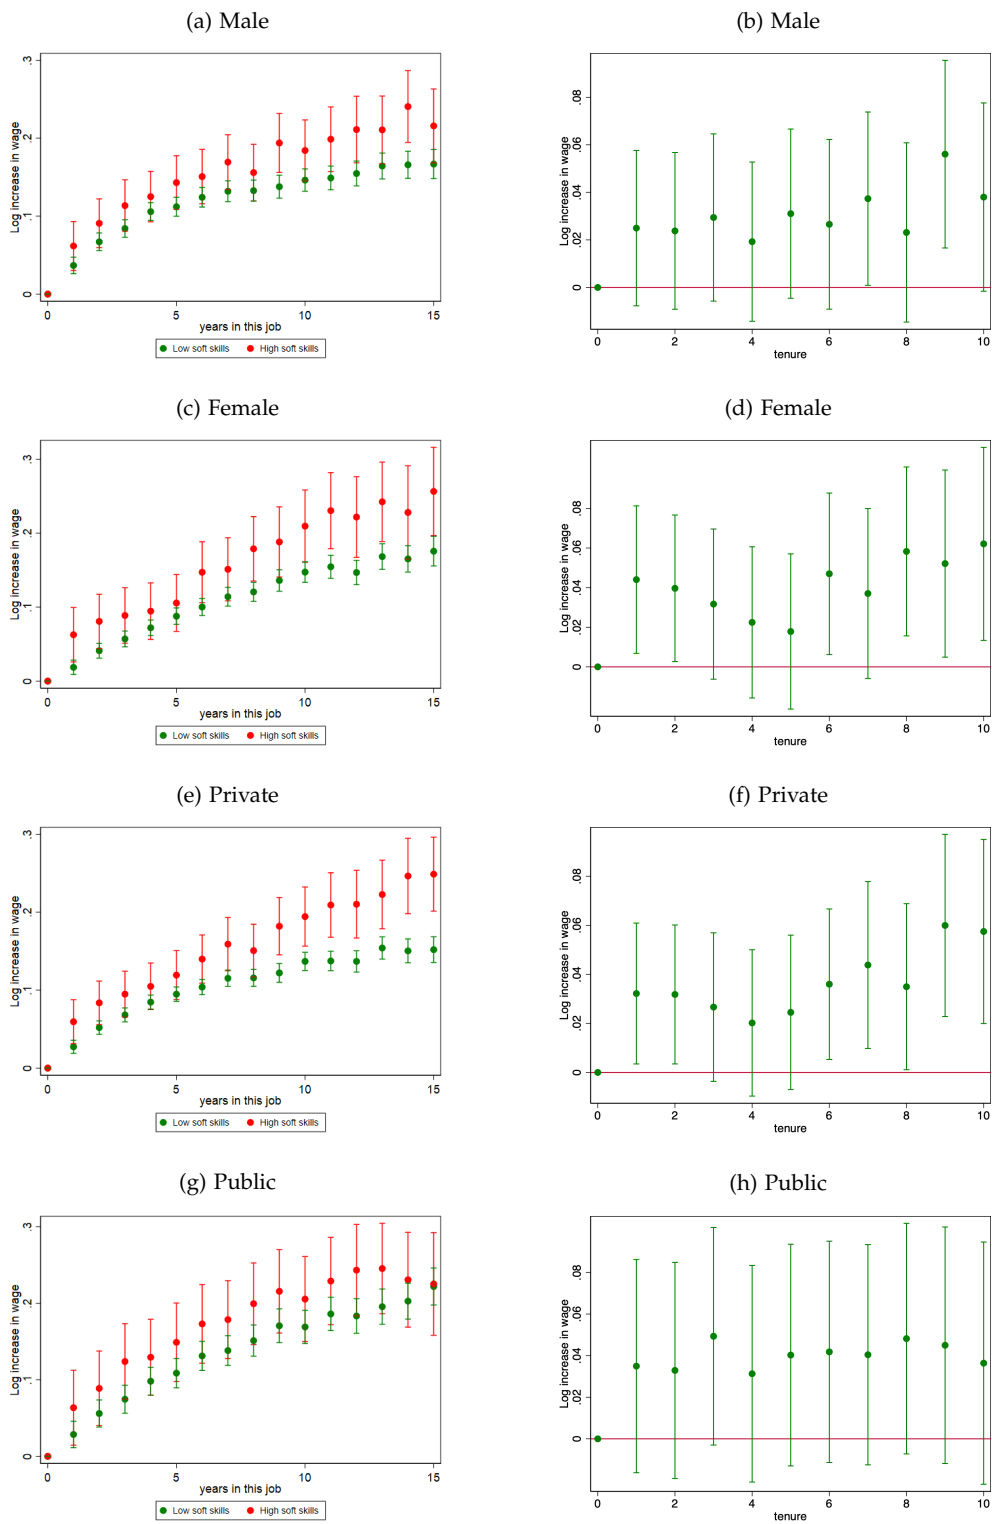 (a) Male
Log increase in wage
.3
.2
.1
0
0 5 10 15
years in this job
Low soft skills High soft skills
(b) Male
Log increase in wage
.08
.06
.04
.02
0
0 2 4 6 8 10
tenure
(c) Female
Log increase in wage
.3
.2
.1
0
0 5 10 15
years in this job
Low soft skills High soft skills
(d) Female
Log increase in wage
.08
.06
.04
.02
0
0 2 4 6 8 10
tenure
(e) Private
Log increase in wage
.3
.2
.1
0
0 5 10 15
years in this job
Low soft skills High soft skills
(f) Private
Log increase in wage
.08
.06
.04
.02
0
0 2 4 6 8 10
tenure
(g) Public
Log increase in wage
.3
.2
.1
0
0 5 10 15
years in this job
Low soft skills High soft skills
(h) Public
Log increase in wage
.08
.06
.04
.02
0
0 2 4 6 8 10
tenure